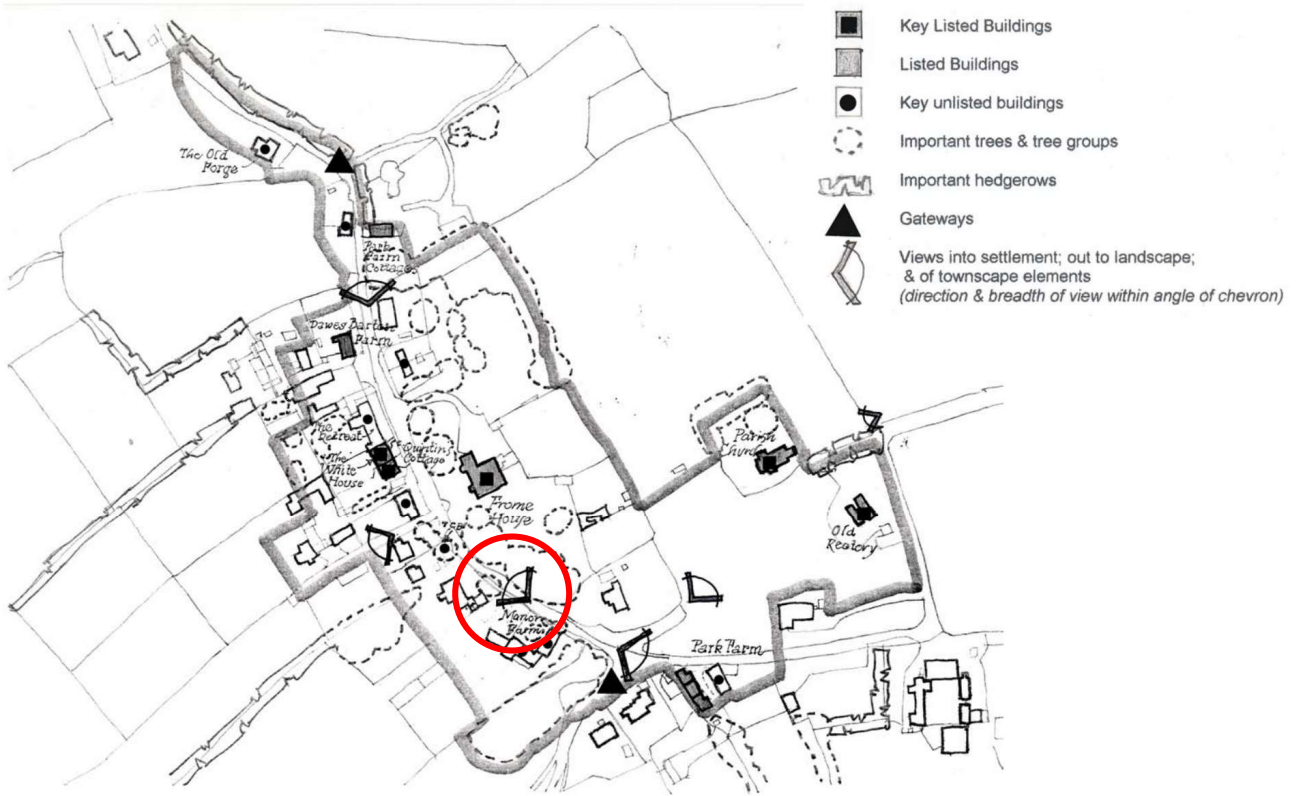 Key Listed Buildings
Listed Buildings
Key unlisted buildings
Important trees & tree groups
Important hedgerows
Gateways
Views into settlement; out to landscape;
& of townscape elements
(direction & breadth of view within angle of chevron)
The Old
Forge
Park
Farm
Cottages
Dawes Barton
Farm
The
Retreat
Quintins
Cottage
The
White
House
Frome
House
Parish
Church
Old
Rectory
Manor
Farm
Park Farm